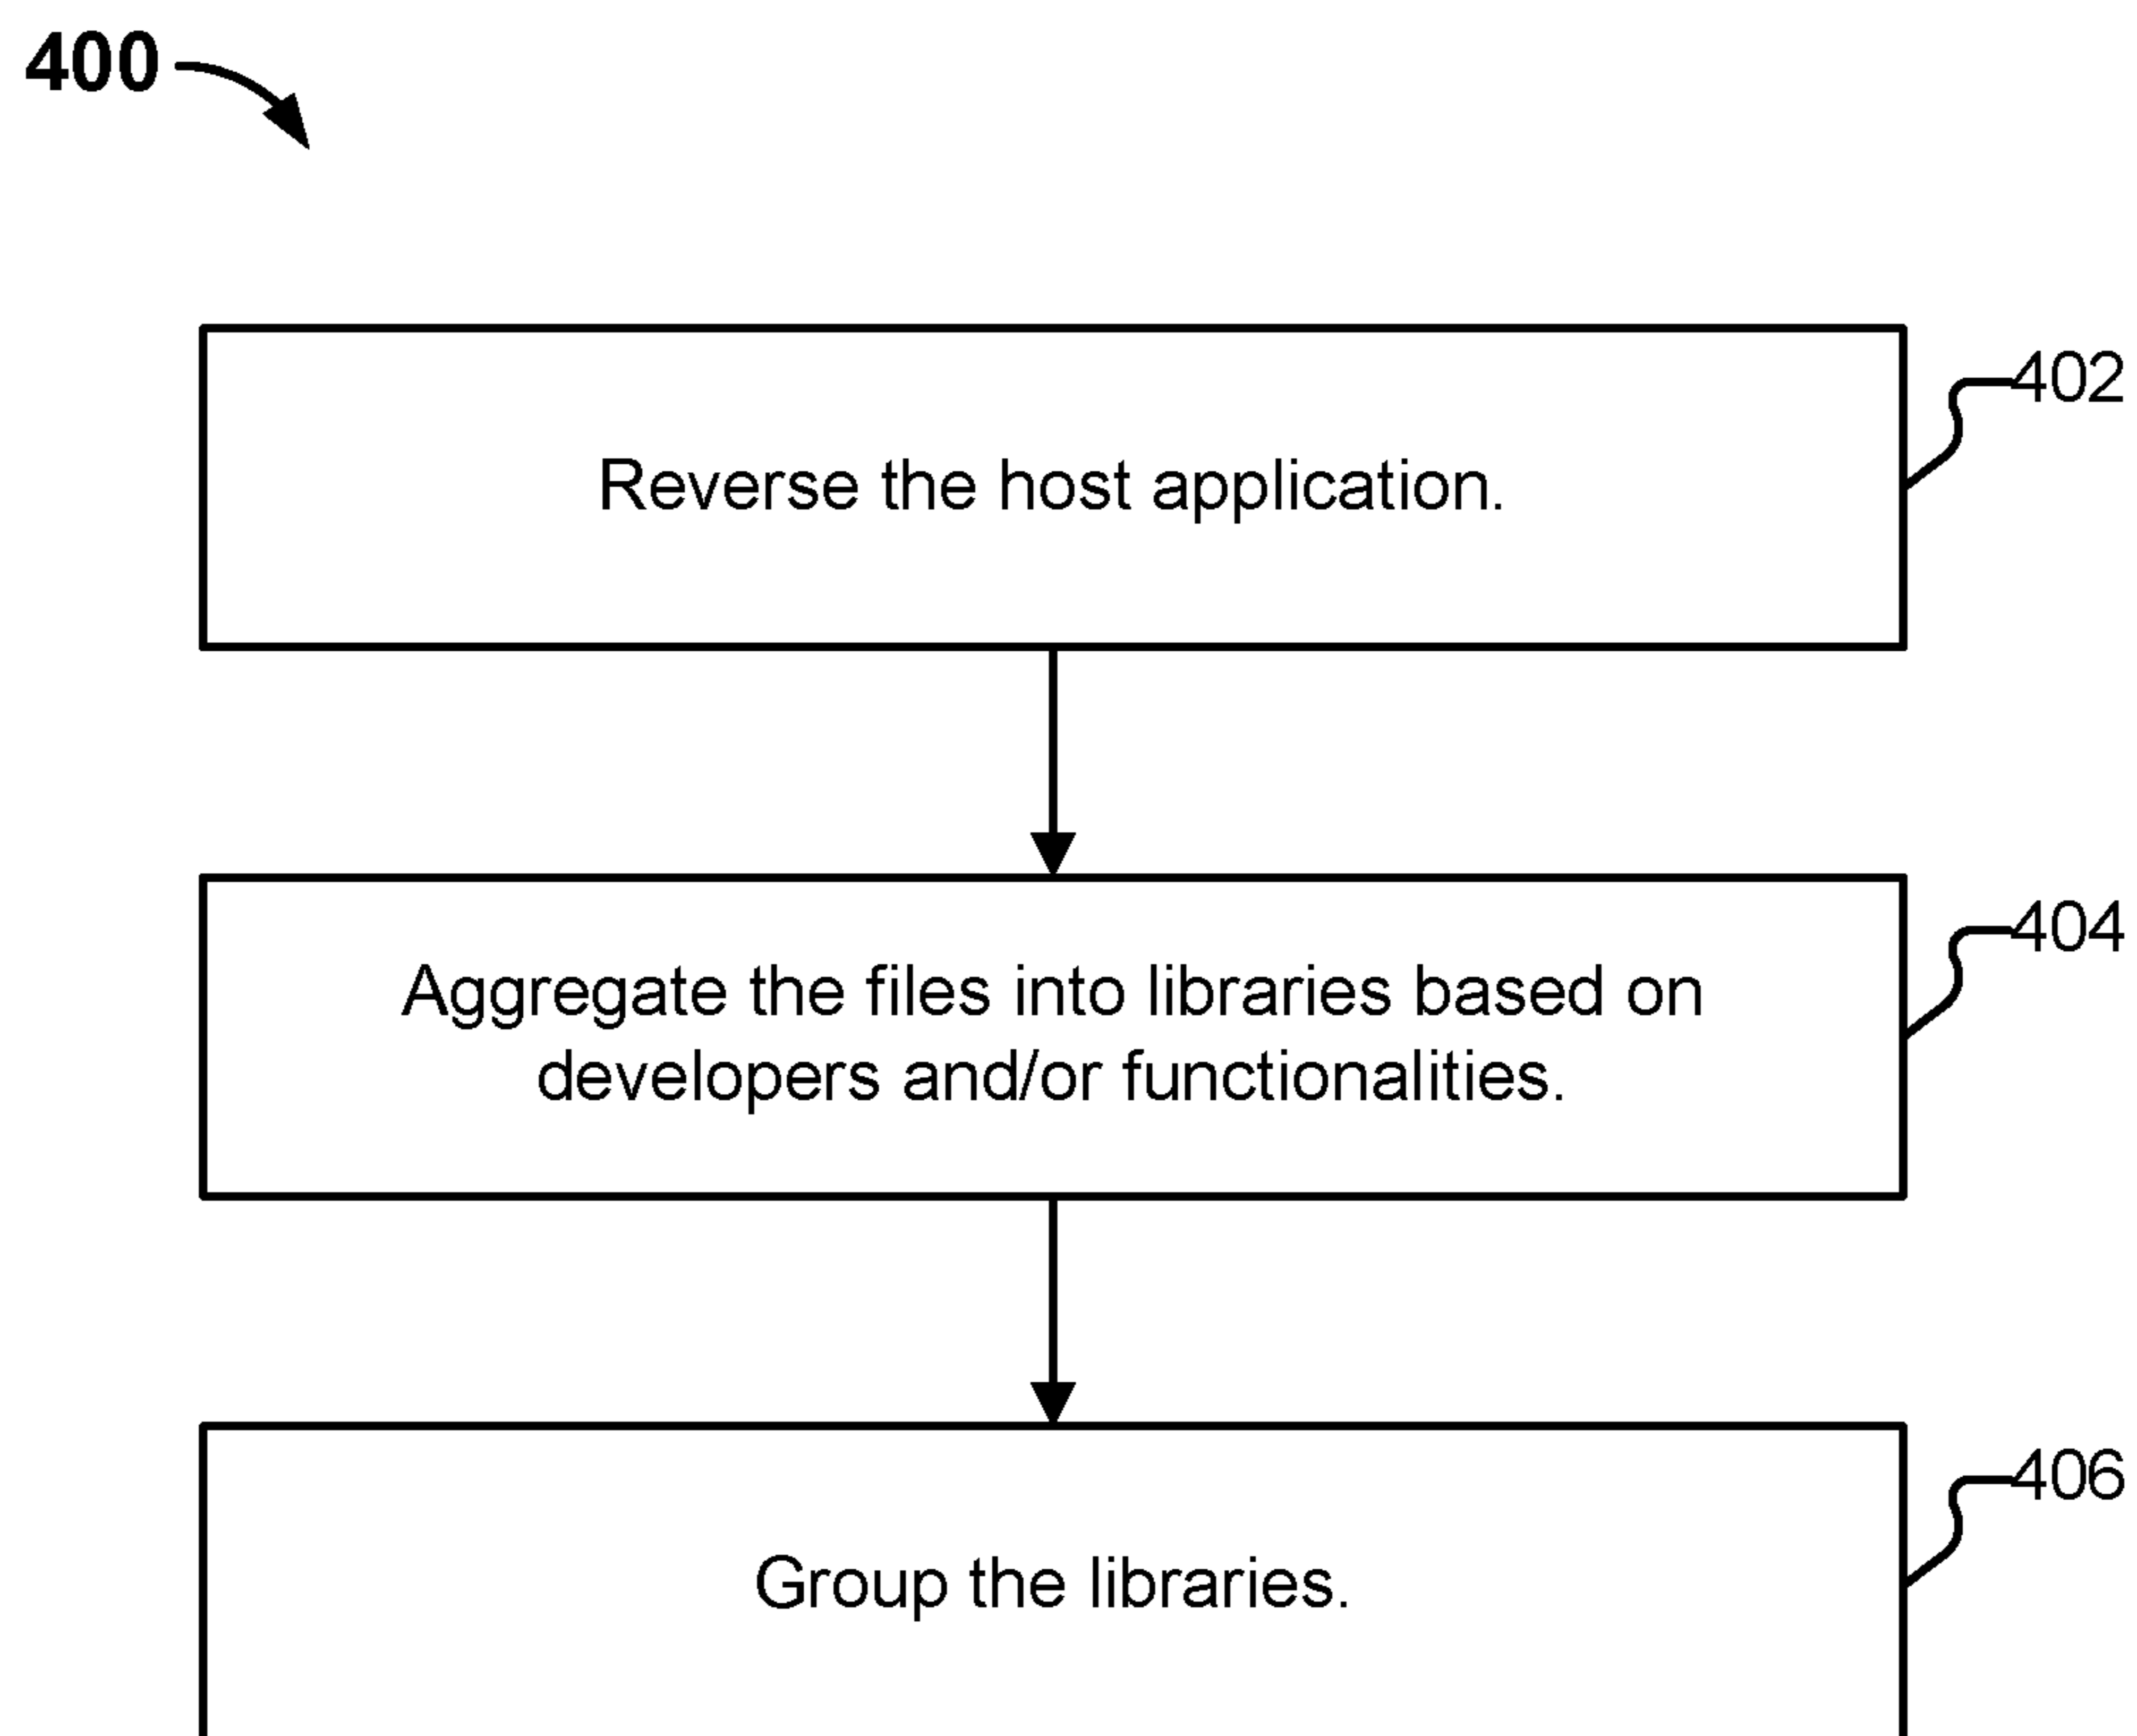 400
402
Reverse the host application.
404
Aggregate the files into libraries based on
developers and/or functionalities.
406
Group the libraries.